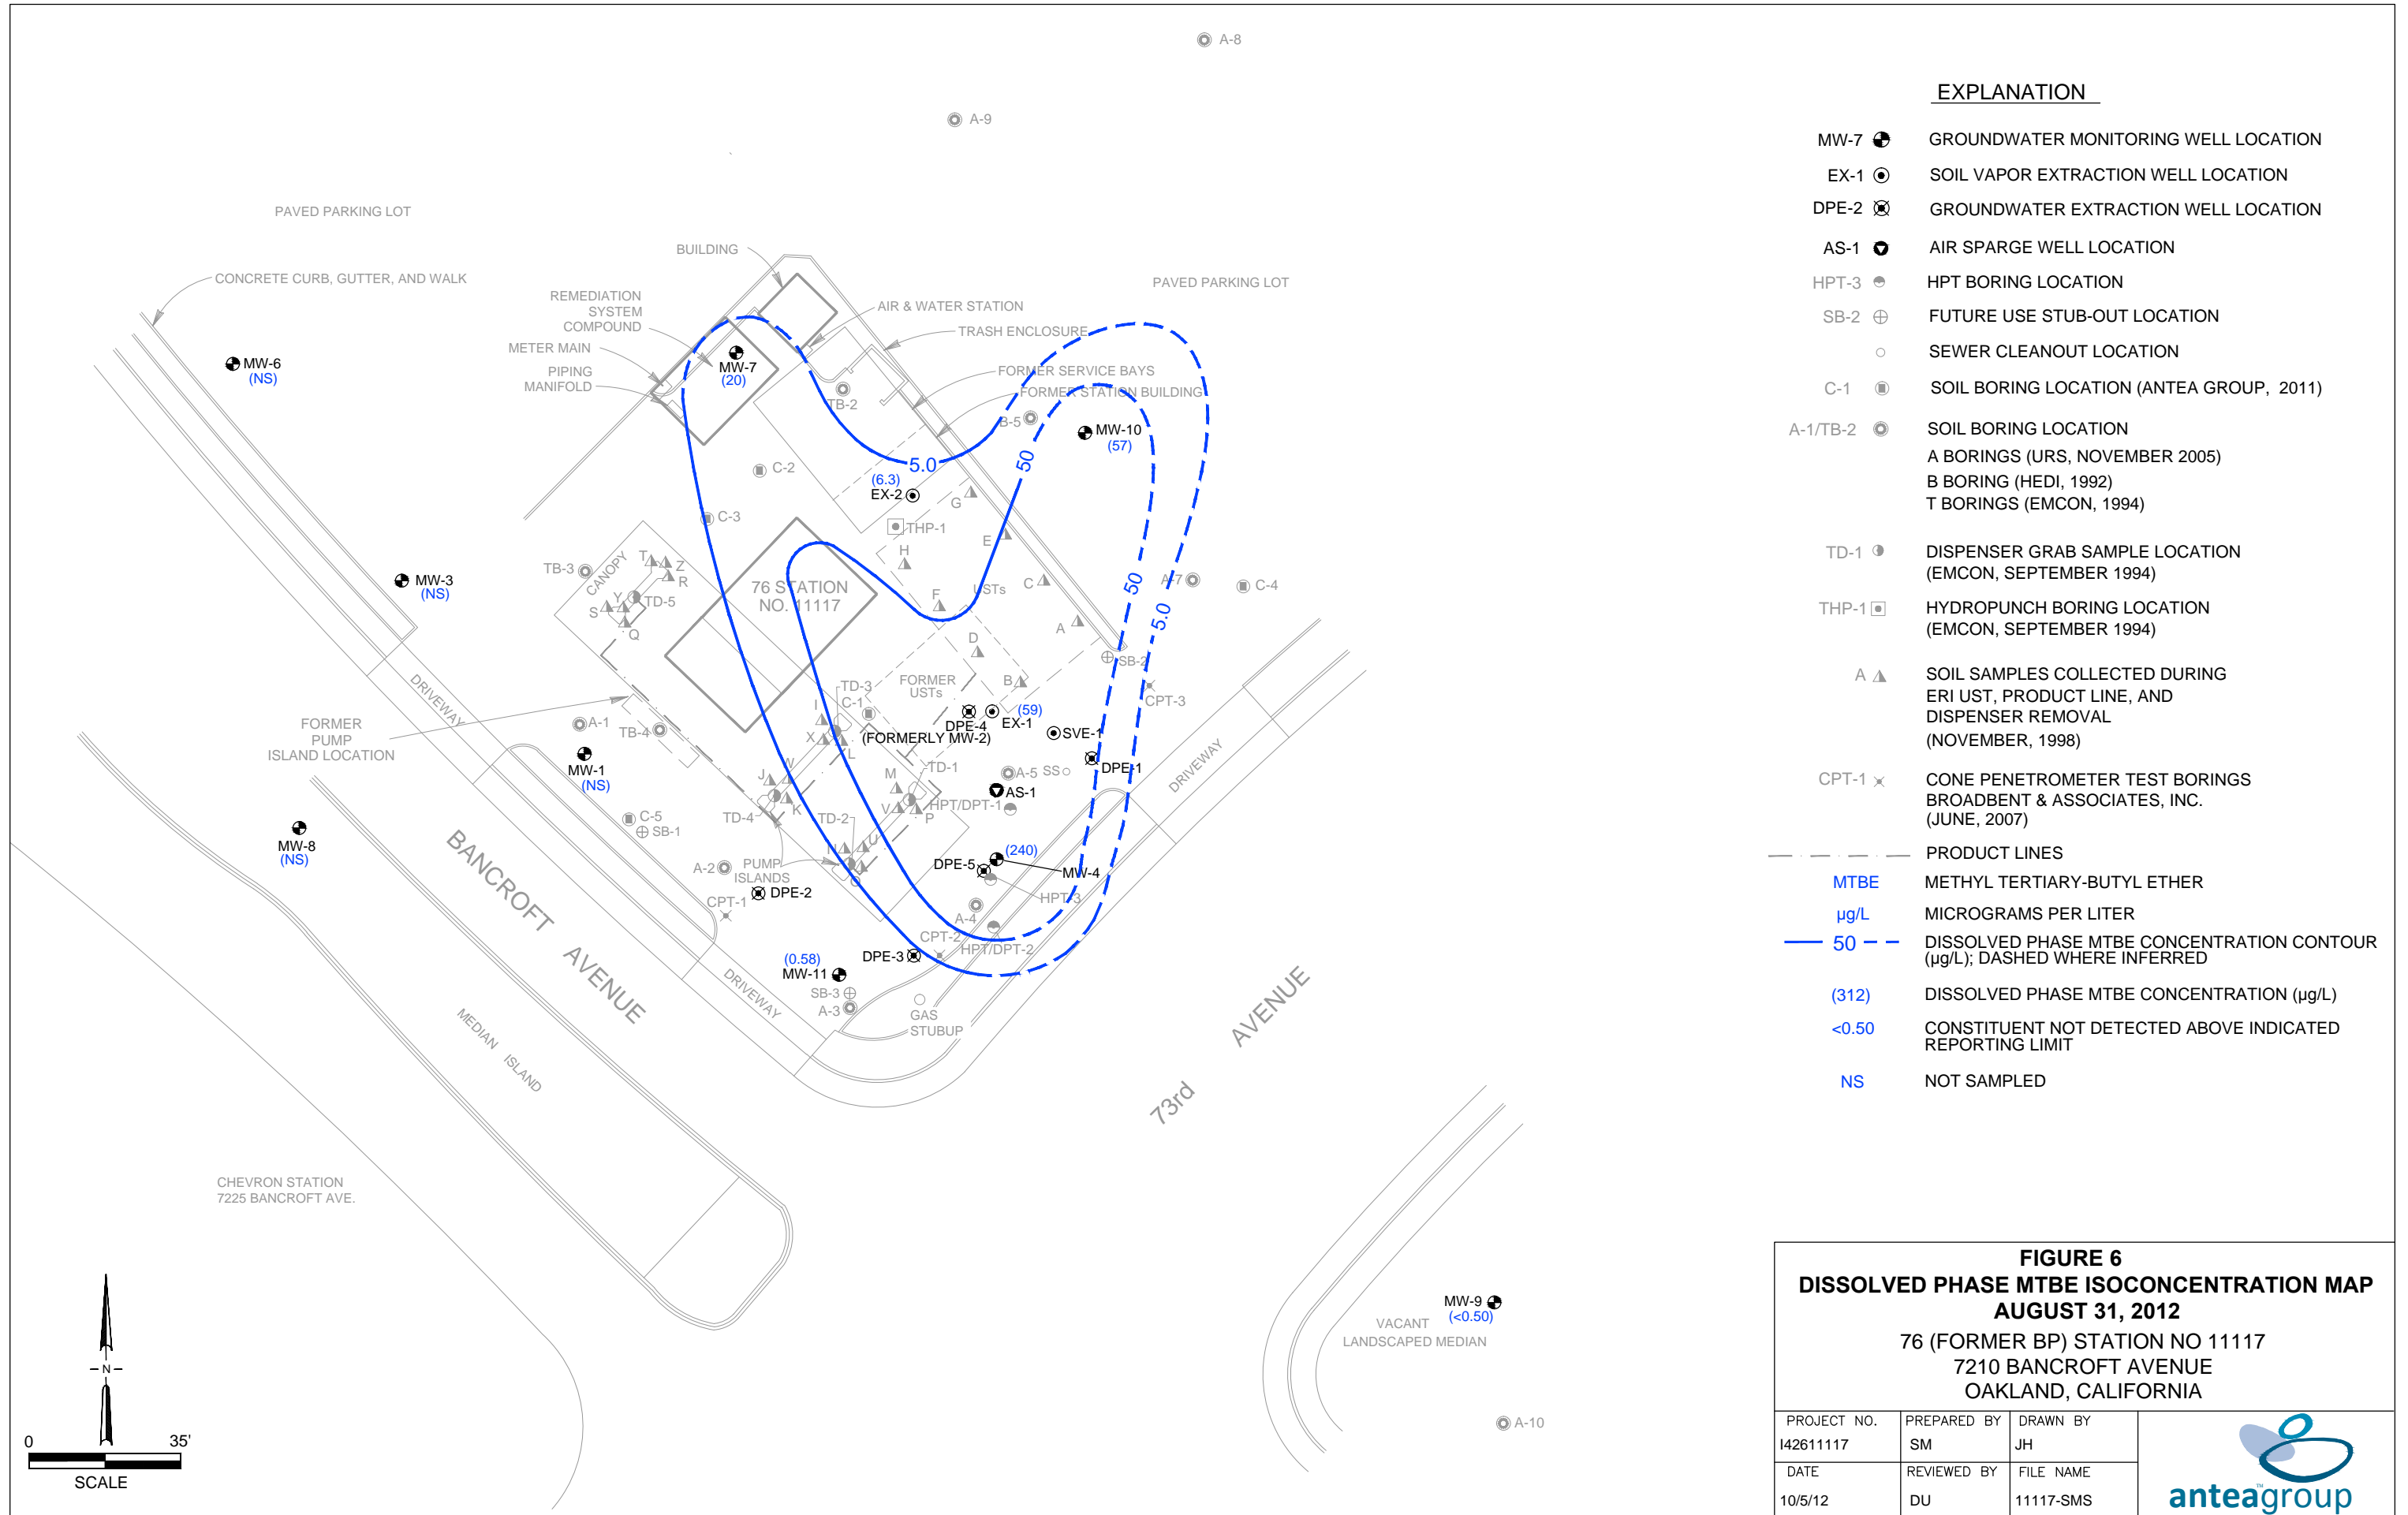 A-8
A-9
PAVED PARKING LOT
BUILDING
CONCRETE CURB, GUTTER, AND WALK
PAVED PARKING LOT
REMEDIATION
SYSTEM
COMPOUND
AIR & WATER STATION
TRASH ENCLOSURE
METER MAIN
PIPING
MANIFOLD
MW-6
(NS)
MW-7
(20)
FORMER SERVICE BAYS
FORMER STATION BUILDING
TB-2
B-5
MW-10
(57)
5.0
50
C-2
(6.3)
EX-2
G
C-3
THP-1
E
H
T
Z
R
CANOPY
TB-3
Y
TD-5
S
Q
76 STATION
NO. 11117
F
USTs
C
50
5.0
A-7
C-4
MW-3
(NS)
A
D
SB-2
DRIVEWAY
TD-3
C-1
FORMER
USTs
B
CPT-3
I
DPE-4
(FORMERLY MW-2)
EX-1
(59)
SVE-1
FORMER
PUMP
ISLAND LOCATION
A-1
TB-4
X
L
MW-1
(NS)
DPE-1
DRIVEWAY
J
W
M
TD-1
A-5
SS
AS-1
K
V
P
HPT/DPT-1
TD-4
TD-2
C-5
SB-1
MW-8
(NS)
BANCROFT AVENUE
N
U
O
PUMP
ISLANDS
A-2
DPE-2
CPT-1
DPE-5
(240)
MW-4
HPT-3
A-4
CPT-2
HPT/DPT-2
DPE-3
(0.58)
MW-11
SB-3
A-3
DRIVEWAY
GAS
STUBUP
MEDIAN ISLAND
73rd AVENUE
CHEVRON STATION
7225 BANCROFT AVE.
MW-9
(<0.50)
VACANT
LANDSCAPED MEDIAN
A-10
N
0 35'
SCALE
EXPLANATION
MW-7 GROUNDWATER MONITORING WELL LOCATION
EX-1 SOIL VAPOR EXTRACTION WELL LOCATION
DPE-2 GROUNDWATER EXTRACTION WELL LOCATION
AS-1 AIR SPARGE WELL LOCATION
HPT-3 HPT BORING LOCATION
SB-2 FUTURE USE STUB-OUT LOCATION
SEWER CLEANOUT LOCATION
C-1 SOIL BORING LOCATION (ANTEA GROUP, 2011)
A-1/TB-2 SOIL BORING LOCATION
A BORINGS (URS, NOVEMBER 2005)
B BORING (HEDI, 1992)
T BORINGS (EMCON, 1994)
TD-1 DISPENSER GRAB SAMPLE LOCATION
(EMCON, SEPTEMBER 1994)
THP-1 HYDROPUNCH BORING LOCATION
(EMCON, SEPTEMBER 1994)
A SOIL SAMPLES COLLECTED DURING
ERI UST, PRODUCT LINE, AND
DISPENSER REMOVAL
(NOVEMBER, 1998)
CPT-1 CONE PENETROMETER TEST BORINGS
BROADBENT & ASSOCIATES, INC.
(JUNE, 2007)
PRODUCT LINES
MTBE METHYL TERTIARY-BUTYL ETHER
µg/L MICROGRAMS PER LITER
50 DISSOLVED PHASE MTBE CONCENTRATION CONTOUR
(µg/L); DASHED WHERE INFERRED
(312) DISSOLVED PHASE MTBE CONCENTRATION (µg/L)
<0.50 CONSTITUENT NOT DETECTED ABOVE INDICATED
REPORTING LIMIT
NS NOT SAMPLED
FIGURE 6
DISSOLVED PHASE MTBE ISOCONCENTRATION MAP
AUGUST 31, 2012
76 (FORMER BP) STATION NO 11117
7210 BANCROFT AVENUE
OAKLAND, CALIFORNIA
PROJECT NO. PREPARED BY DRAWN BY
I42611117 SM JH
DATE REVIEWED BY FILE NAME
10/5/12 DU 11117-SMS
anteagroup™